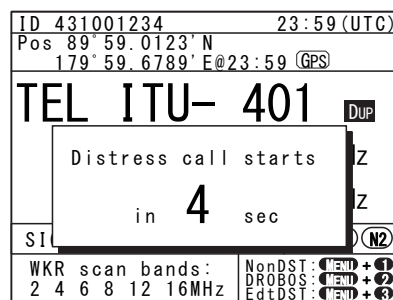 ID 431001234 23:59(UTC)
Pos 89°59.0123'N
179°59.6789'E@23:59 GPS
TEL ITU– 401 DUP
Distress call starts
in 4 sec
N2
WKR scan bands:
2 4 6 8 12 16MHz
NonDST:MENU+1
DROBOS:MENU+2
EdtDST:MENU+3